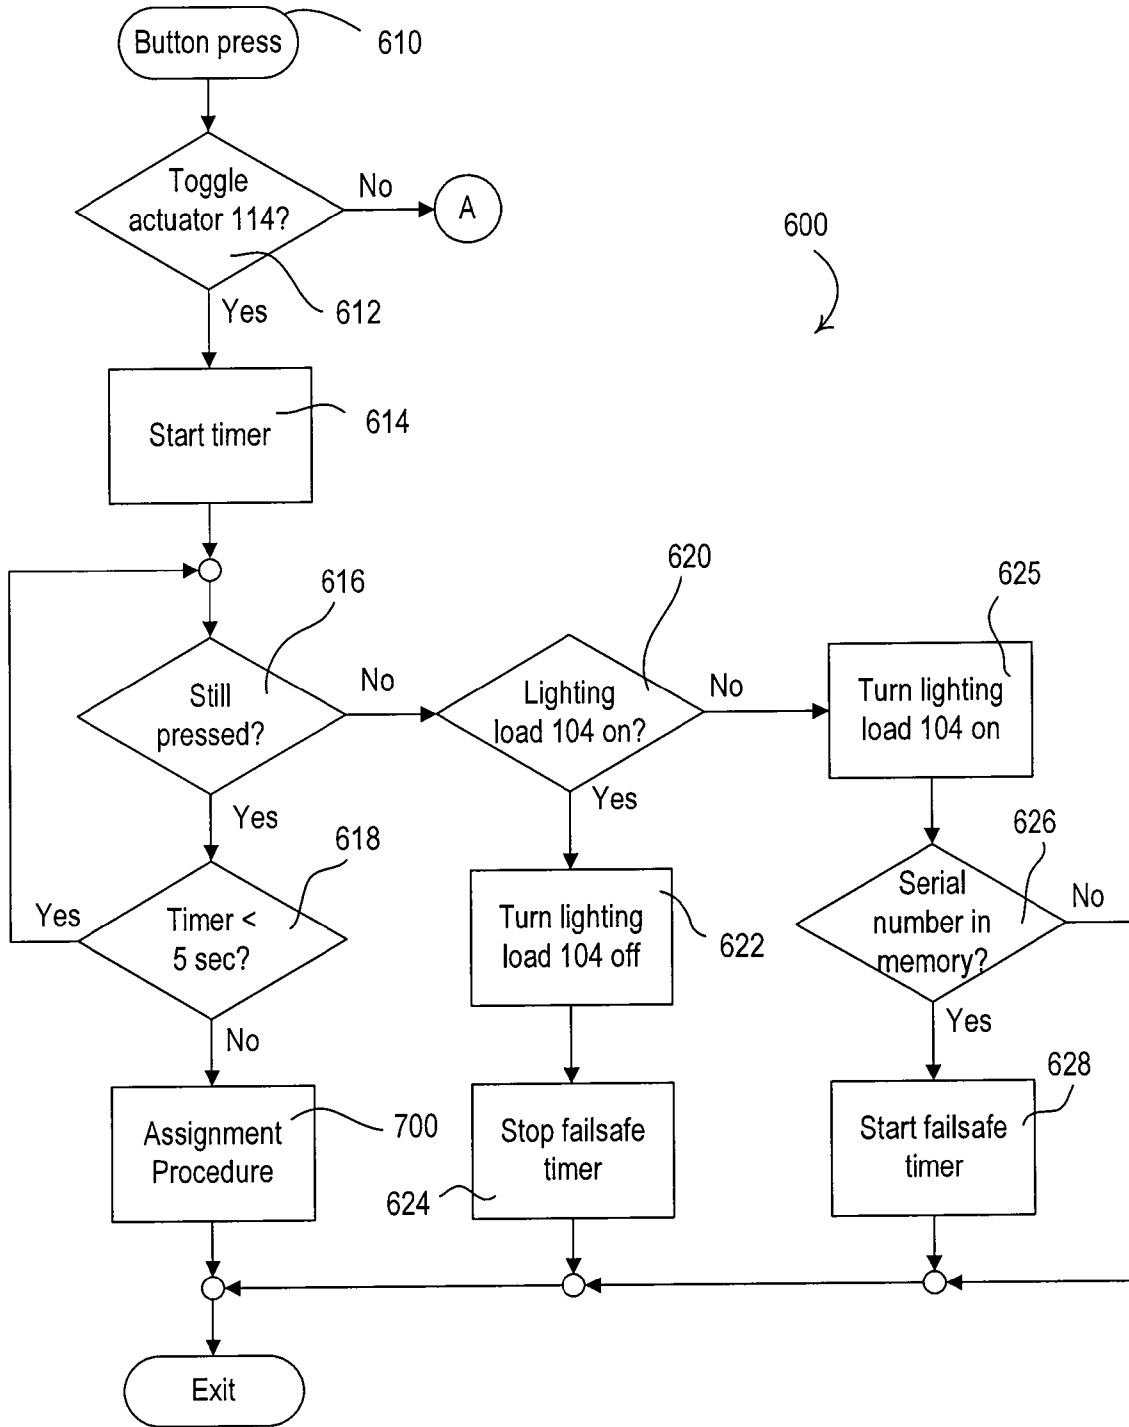 Button press
610
Toggle
actuator 114?
No
A
612
Yes
600
Start timer
614
616
620
625
Still
pressed?
No
Lighting
load 104 on?
No
Turn lighting
load 104 on
Yes
Yes
618
626
Yes
Timer <
5 sec?
Turn lighting
load 104 off
622
Serial
number in
memory?
No
No
Yes
Assignment
Procedure
700
Stop failsafe
timer
624
Start failsafe
timer
628
Exit